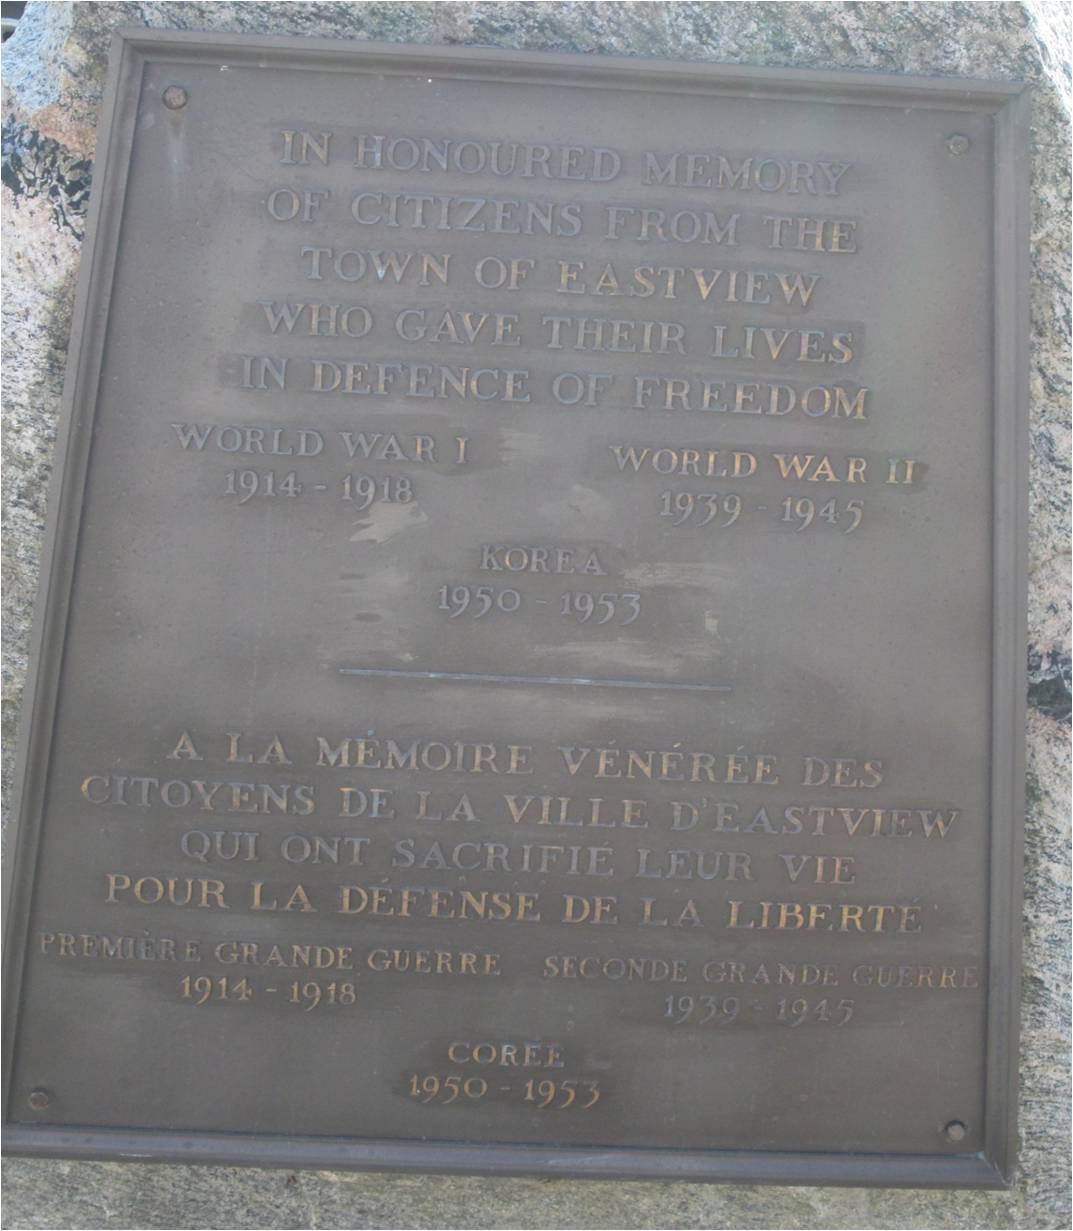 IN HONOURED MEMORY
OF CITIZENS FROM THE
TOWN OF EASTVIEW
WHO GAVE THEIR LIVES
IN DEFENCE OF FREEDOM
WORLD WAR I
1914 - 1918
WORLD WAR II
1939 - 1945
KOREA
1950 - 1953
A LA MÉMOIRE VÉNÉRÉE DES
CITOYENS DE LA VILLE D'EASTVIEW
QUI ONT SACRIFIÉ LEUR VIE
POUR LA DÉFENSE DE LA LIBERTÉ
PREMIÈRE GRANDE GUERRE
1914 - 1918
SECONDE GRANDE GUERRE
1939 - 1945
CORÉE
1950 - 1953